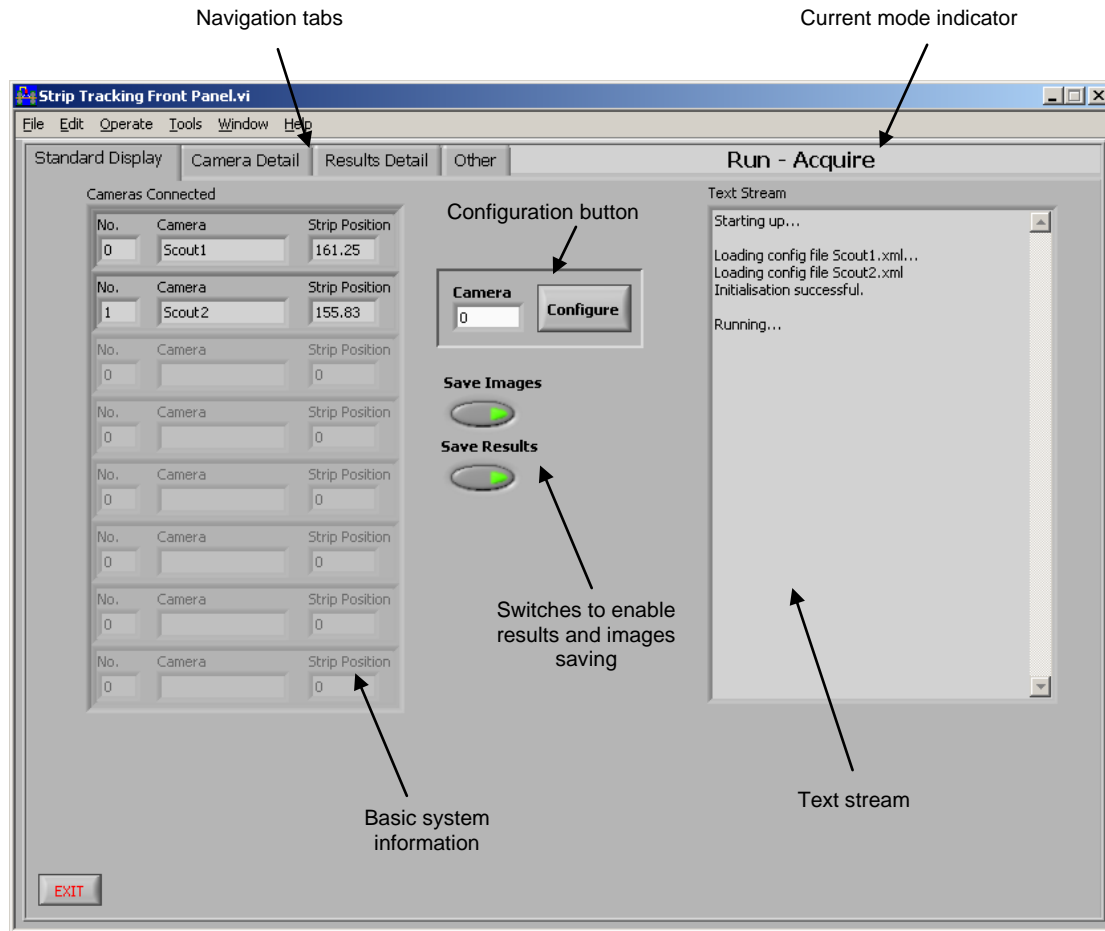 Navigation tabs
Current mode indicator
Strip Tracking Front Panel.vi
File Edit Operate Tools Window Help
Standard Display Camera Detail Results Detail Other Run - Acquire
Cameras Connected
No. Camera Strip Position
0 Scout1 161.25
No. Camera Strip Position
1 Scout2 155.83
No. Camera Strip Position
0 0
No. Camera Strip Position
0 0
No. Camera Strip Position
0 0
No. Camera Strip Position
0 0
No. Camera Strip Position
0 0
No. Camera Strip Position
0 0
Configuration button
Camera
0 Configure
Save Images
Save Results
Switches to enable
results and images
saving
Text Stream
Starting up...
Loading config file Scout1.xml...
Loading config file Scout2.xml
Initialisation successful.
Running...
Text stream
Basic system
information
EXIT